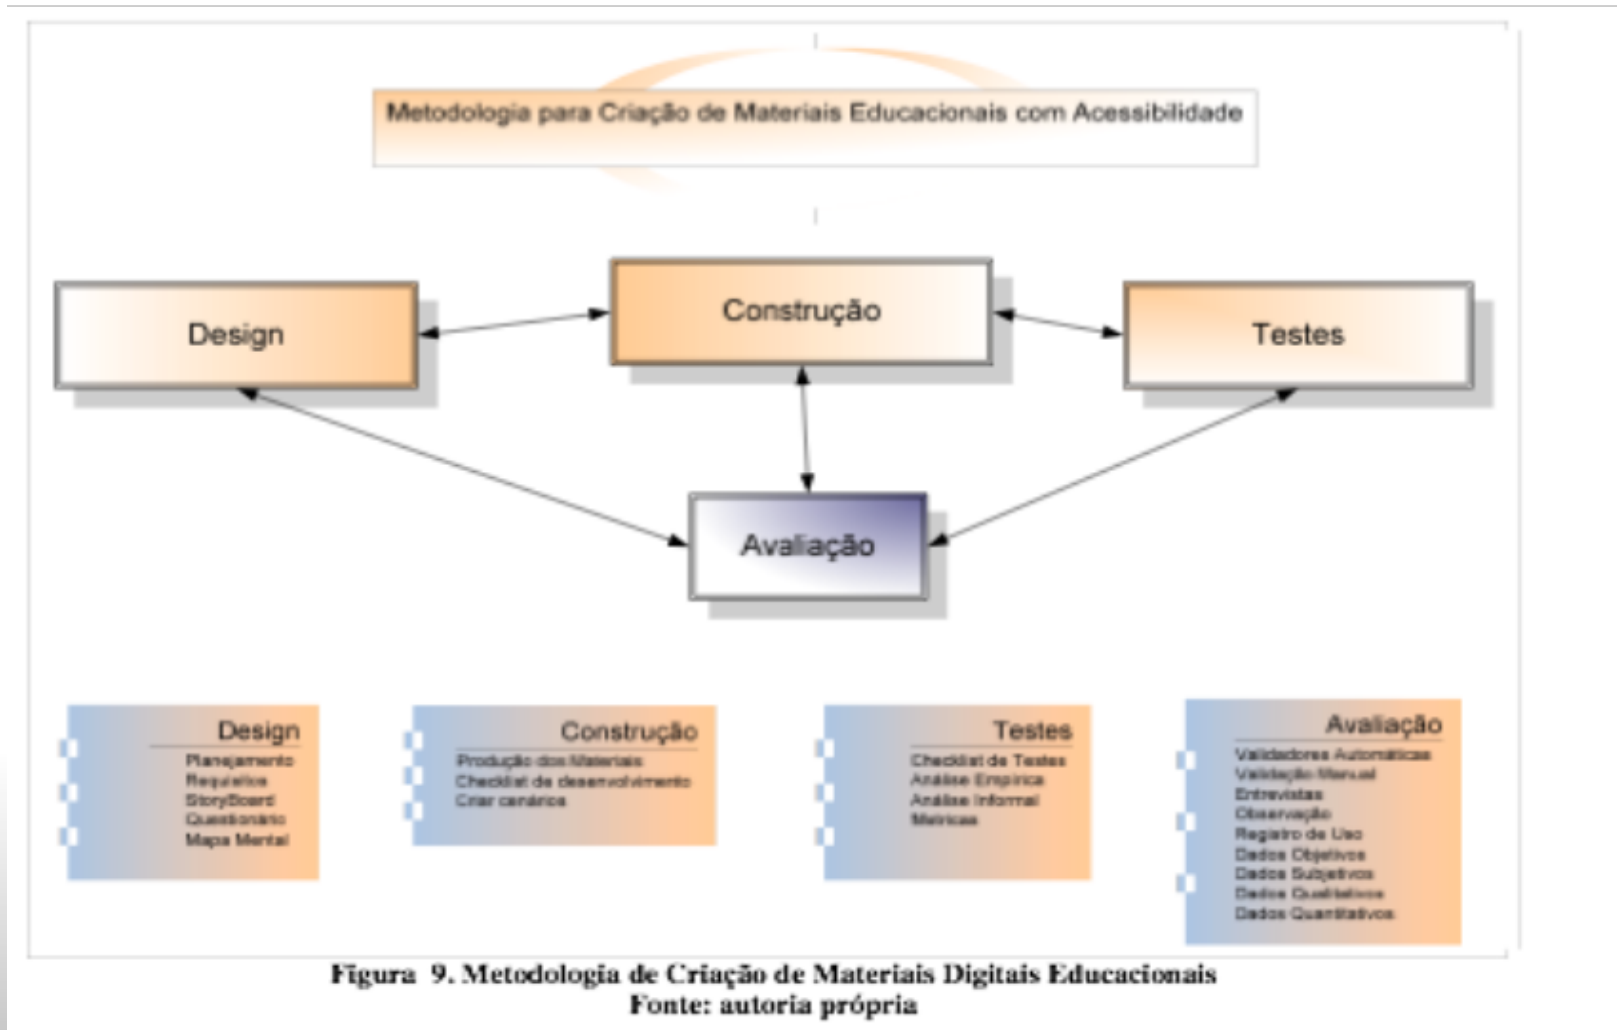 Metodologia para Criação de Materiais Educacionais com Acessibilidade
Design
Construção
Testes
Avaliação
Design
Planejamento
Requisitos
StoryBoard
Questionário
Mapa Mental
Construção
Produção dos Materiais
Checklist de desenvolvimento
Criar cenários
Testes
Checklist de Testes
Análise Empírica
Análise Informal
Métricas
Avaliação
Validadores Automáticas
Validação Manual
Entrevistas
Observação
Registro de Uso
Dados Objetivos
Dados Subjetivos
Dados Qualitativos
Dados Quantitativos
Figura 9. Metodologia de Criação de Materiais Digitais Educacionais
Fonte: autoria própria